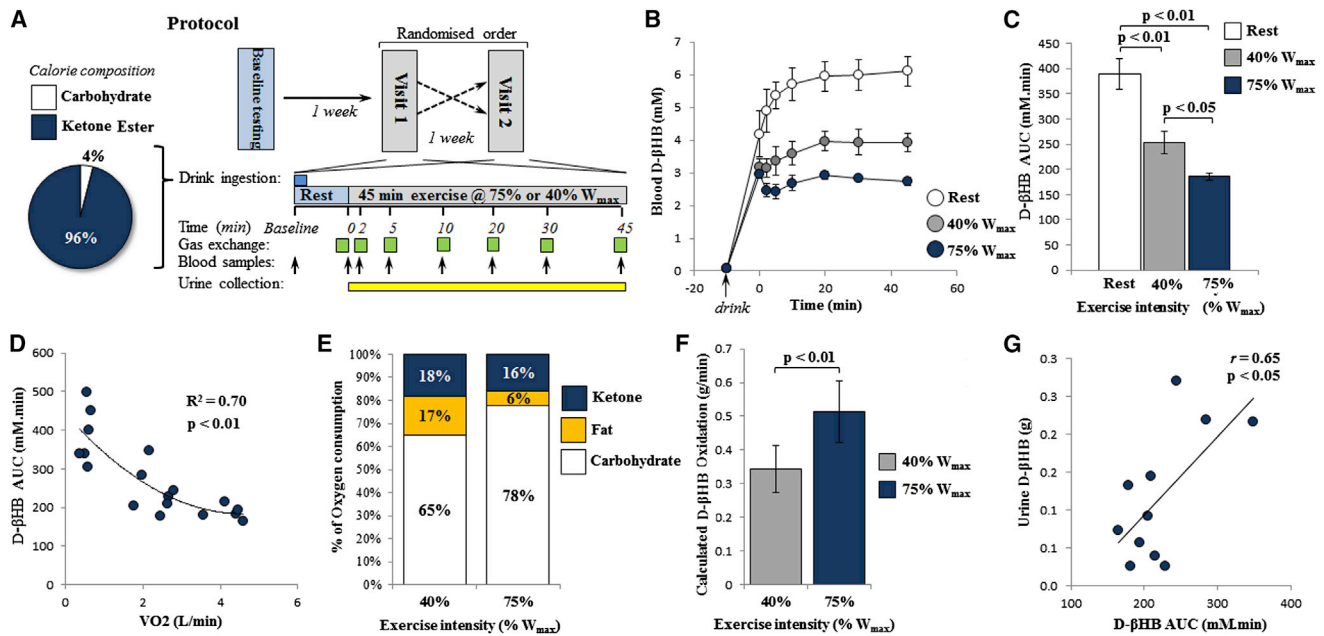 A
Protocol
Calorie composition
Carbohydrate
Ketone Ester
4%
96%
Baseline testing
1 week
Randomised order
Visit 1
Visit 2
1 week
Drink ingestion:
Rest
45 min exercise @ 75% or 40% Wmax
Time (min)
Baseline
0 2 5 10 20 30 45
Gas exchange:
Blood samples:
Urine collection:
B
Blood D-βHB (mM)
7
6
5
4
3
2
1
0
-20 0 20 40 60
drink
Time (min)
Rest
40% Wmax
75% Wmax
C
p < 0.01
p < 0.01
p < 0.05
Rest
40% Wmax
75% Wmax
D-βHB AUC (mM.min)
450
400
350
300
250
200
150
100
50
0
Rest 40% 75%
Exercise intensity (% Wmax)
D
D-βHB AUC (mM.min)
600
500
400
300
200
100
0
0 2 4 6
VO2 (L/min)
R² = 0.70
p < 0.01
E
% of Oxygen consumption
100%
90%
80%
70%
60%
50%
40%
30%
20%
10%
0%
18%
17%
65%
16%
6%
78%
Ketone
Fat
Carbohydrate
40% 75%
Exercise intensity (% Wmax)
F
Calculated D-βHB Oxidation (g/min)
0.7
0.6
0.5
0.4
0.3
0.2
0.1
0
p < 0.01
40% Wmax
75% Wmax
40% 75%
Exercise intensity (% Wmax)
G
Urine D-βHB (g)
0.3
0.3
0.2
0.2
0.1
0.1
0.0
r = 0.65
p < 0.05
100 200 300 400
D-βHB AUC (mM.min)